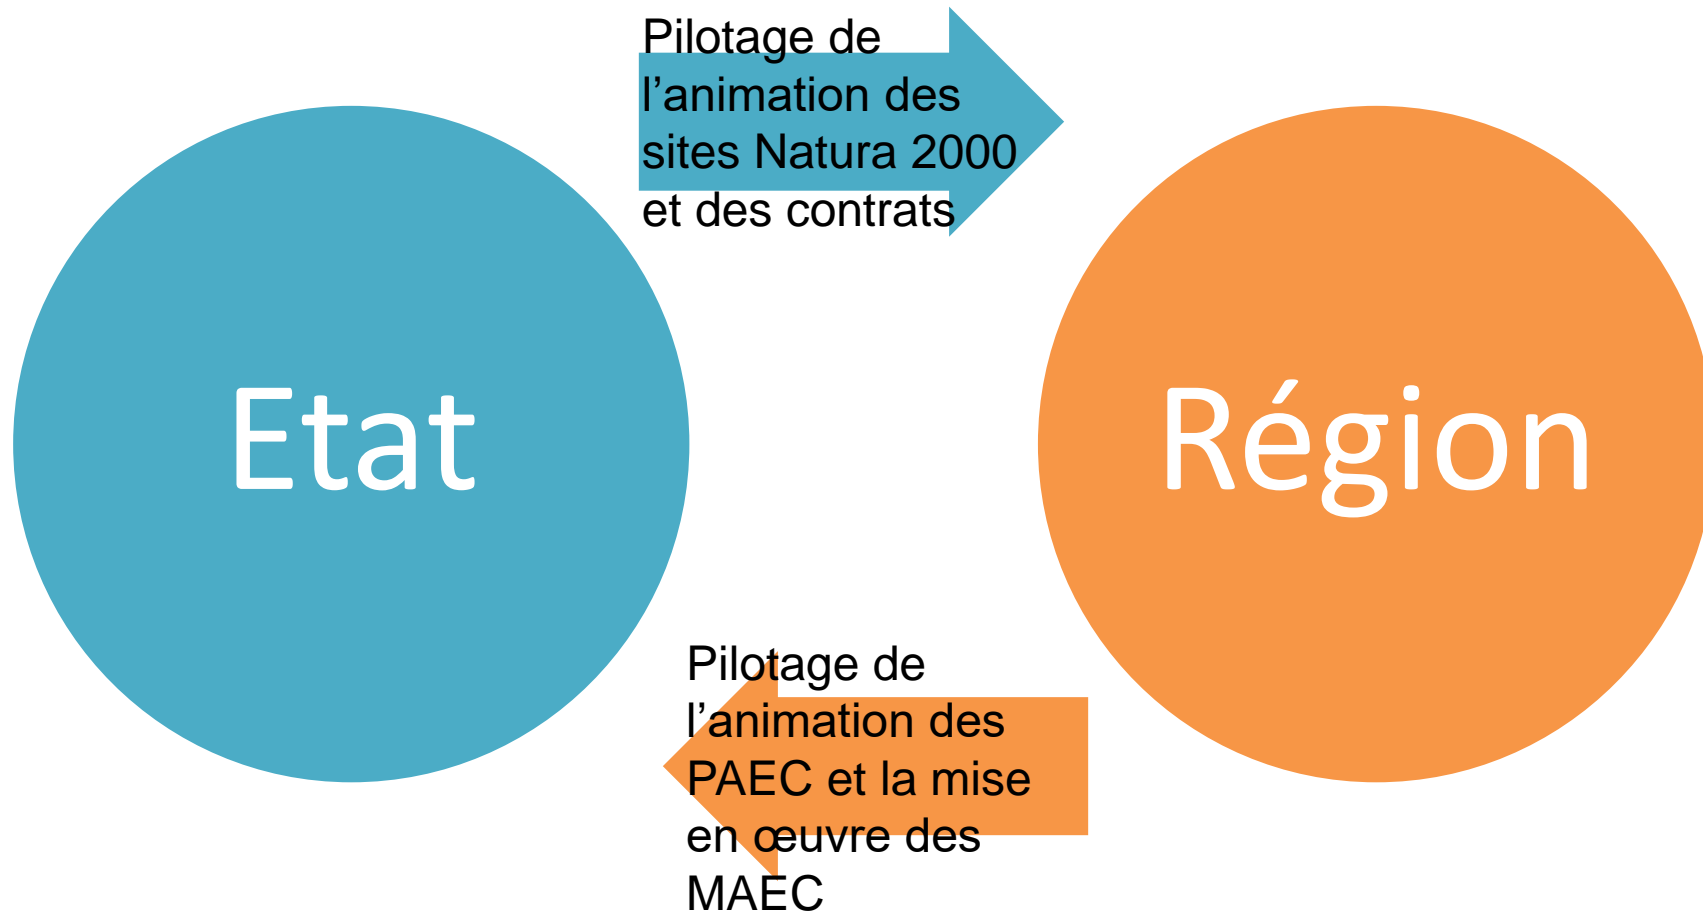 Pilotage de
l’animation des
sites Natura 2000
et des contrats
Etat
Région
Pilotage de
l’animation des
PAEC et la mise
en œuvre des
MAEC